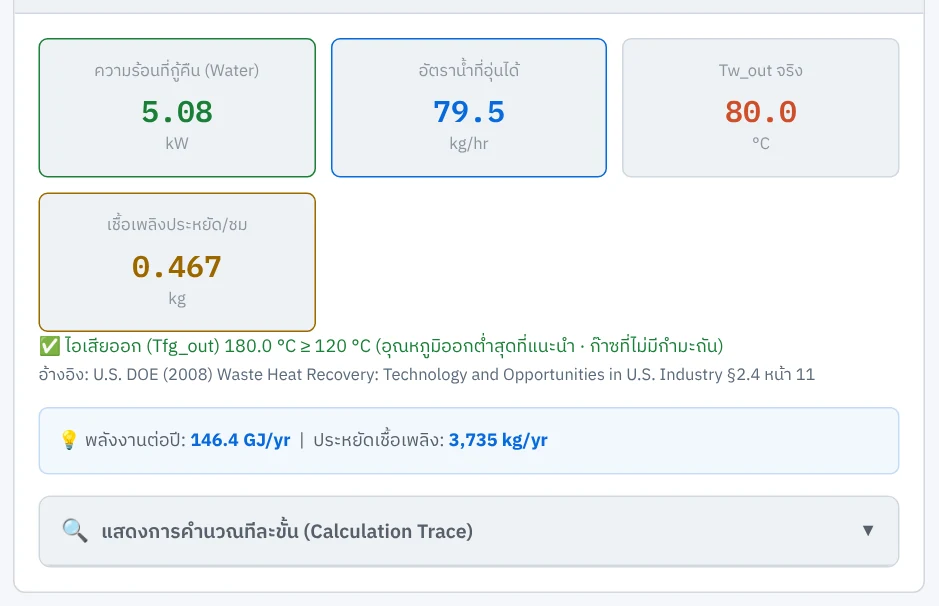 ความร้อนที่กู้คืน (Water)
5.08
kW
อัตราน้ำที่อุ่นได้
79.5
kg/hr
Tw_out จริง
80.0
°C
เชื้อเพลิงประหยัด/ชม
0.467
kg
✅ ไอเสียออก (Tfg_out) 180.0 °C ≥ 120 °C (อุณหภูมิออกต่ำสุดที่แนะนำ · ก๊าซที่ไม่มีกำมะถัน)
อ้างอิง: U.S. DOE (2008) Waste Heat Recovery: Technology and Opportunities in U.S. Industry §2.4 หน้า 11
💡 พลังงานต่อปี: 146.4 GJ/yr | ประหยัดเชื้อเพลิง: 3,735 kg/yr
🔍 แสดงการคำนวณทีละขั้น (Calculation Trace) ▼